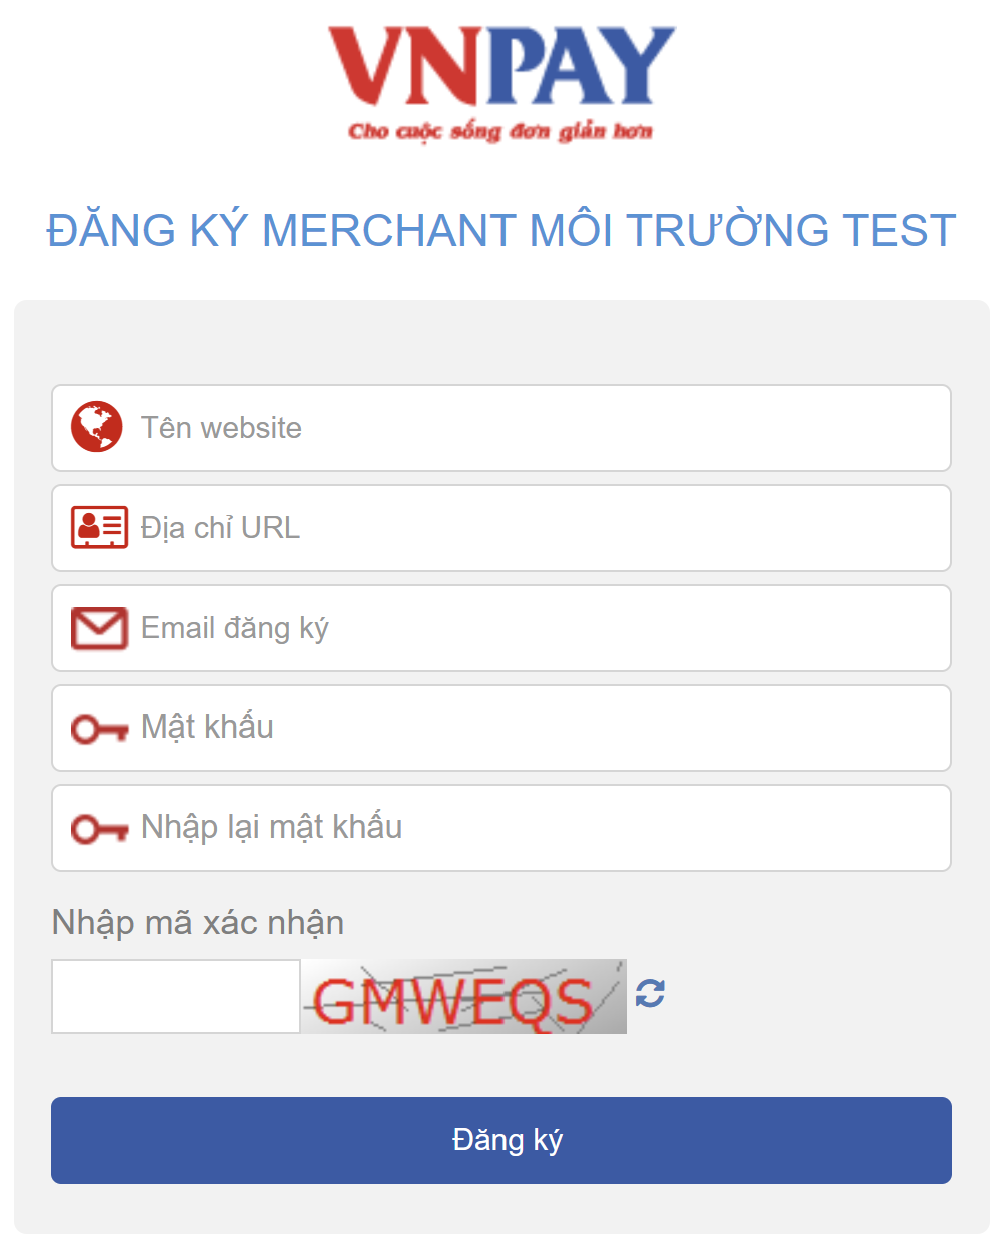 VNPAY
Cho cuộc sống đơn giản hơn
ĐĂNG KÝ MERCHANT MÔI TRƯỜNG TEST
Tên website
Địa chỉ URL
Email đăng ký
Mật khẩu
Nhập lại mật khẩu
Nhập mã xác nhận
GMWEQS
Đăng ký